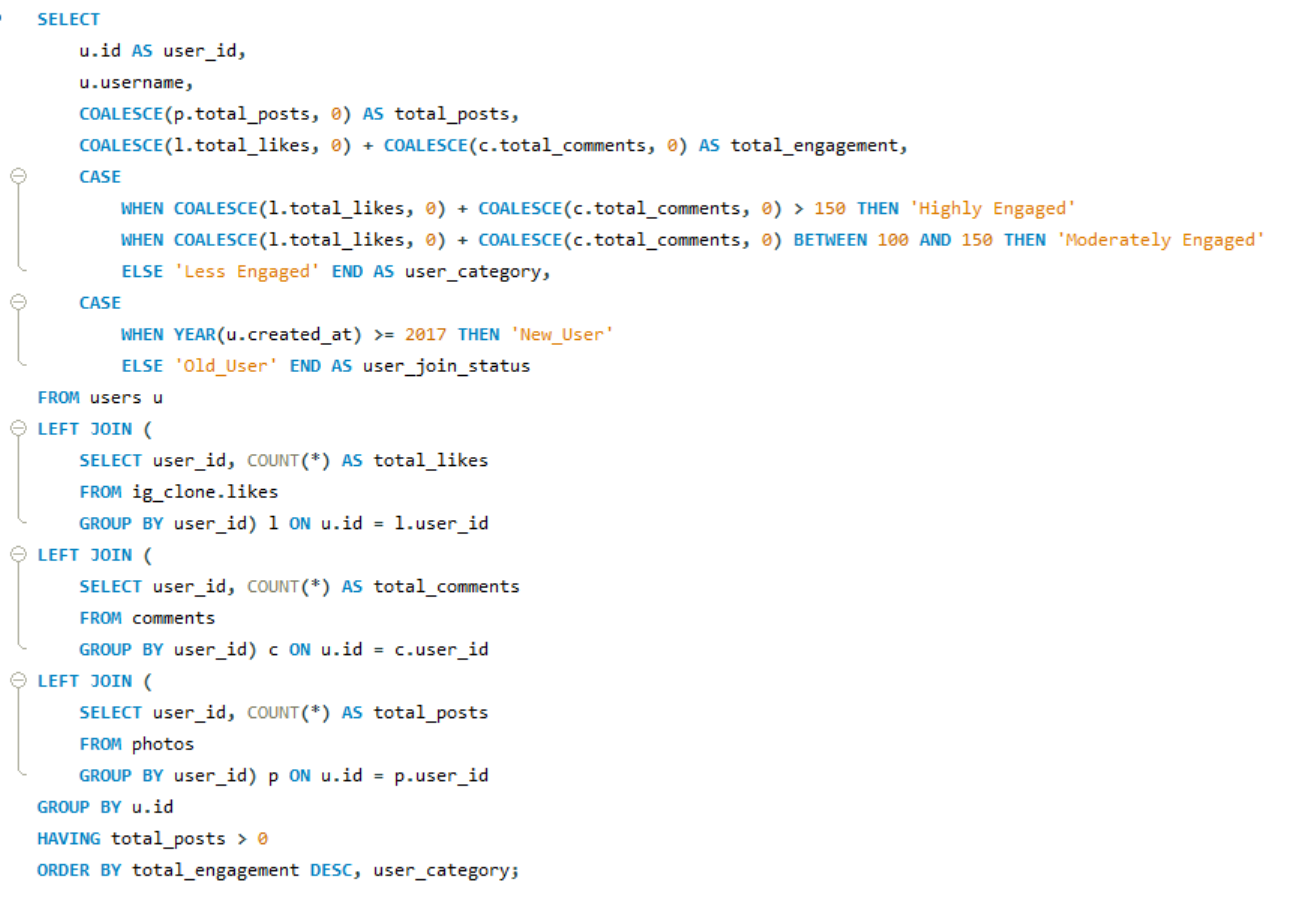 SELECT
u.id AS user_id,
u.username,
COALESCE(p.total_posts, 0) AS total_posts,
COALESCE(l.total_likes, 0) + COALESCE(c.total_comments, 0) AS total_engagement,
CASE
WHEN COALESCE(l.total_likes, 0) + COALESCE(c.total_comments, 0) > 150 THEN 'Highly Engaged'
WHEN COALESCE(l.total_likes, 0) + COALESCE(c.total_comments, 0) BETWEEN 100 AND 150 THEN 'Moderately Engaged'
ELSE 'Less Engaged' END AS user_category,
CASE
WHEN YEAR(u.created_at) >= 2017 THEN 'New_User'
ELSE 'Old_User' END AS user_join_status
FROM users u
LEFT JOIN (
SELECT user_id, COUNT(*) AS total_likes
FROM ig_clone.likes
GROUP BY user_id) l ON u.id = l.user_id
LEFT JOIN (
SELECT user_id, COUNT(*) AS total_comments
FROM comments
GROUP BY user_id) c ON u.id = c.user_id
LEFT JOIN (
SELECT user_id, COUNT(*) AS total_posts
FROM photos
GROUP BY user_id) p ON u.id = p.user_id
GROUP BY u.id
HAVING total_posts > 0
ORDER BY total_engagement DESC, user_category;